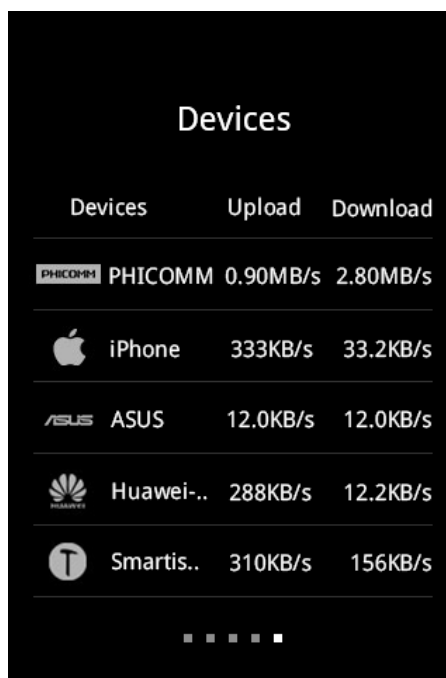 Devices
Devices Upload Download
PHICOMM PHICOMM 0.90MB/s 2.80MB/s
iPhone 333KB/s 33.2KB/s
ASUS ASUS 12.0KB/s 12.0KB/s
HUAWEI Huawei-.. 288KB/s 12.2KB/s
T Smartis.. 310KB/s 156KB/s